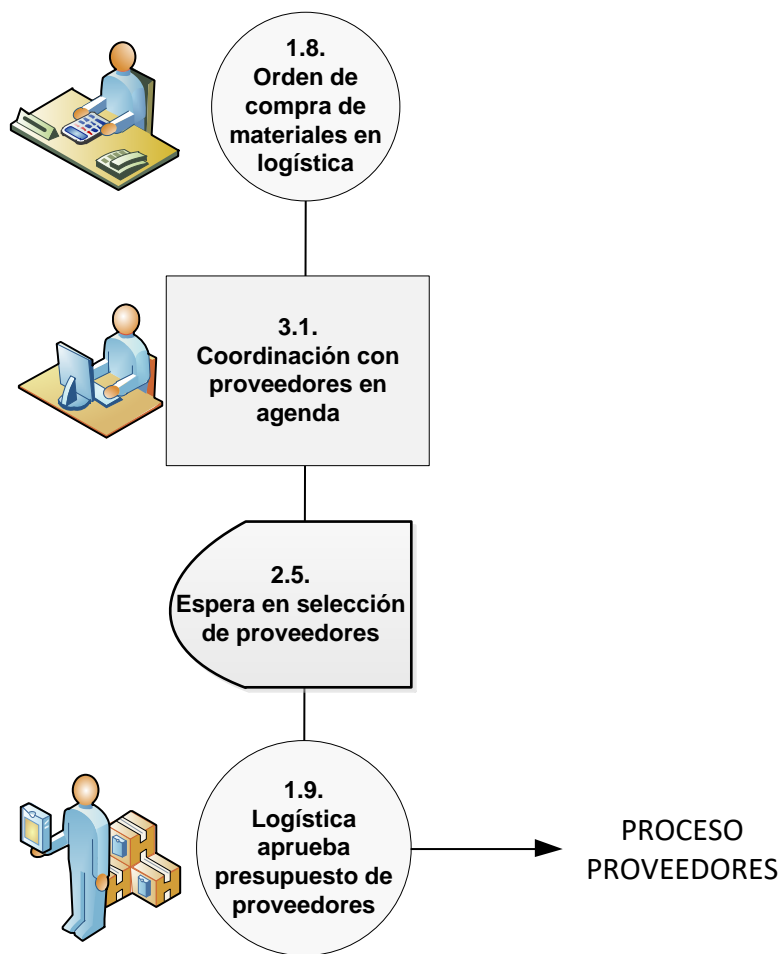 1.8.
Orden de
compra de
materiales en
logística
3.1.
Coordinación con
proveedores en
agenda
2.5.
Espera en selección
de proveedores
1.9.
Logística
aprueba
presupuesto de
proveedores
PROCESO
PROVEEDORES